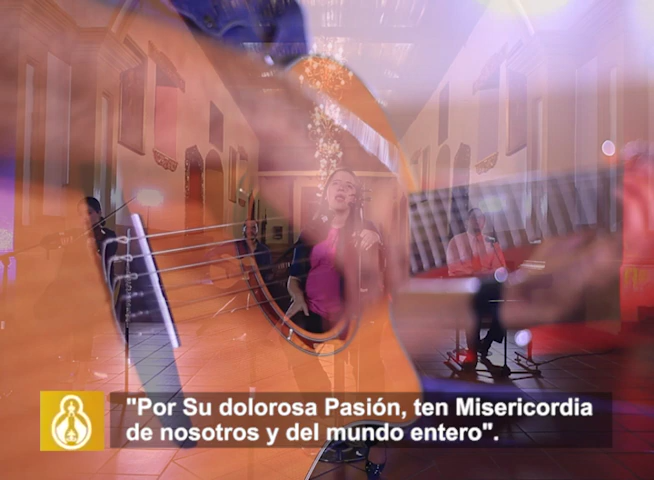 "Por Su dolorosa Pasión, ten Misericordia
de nosotros y del mundo entero".